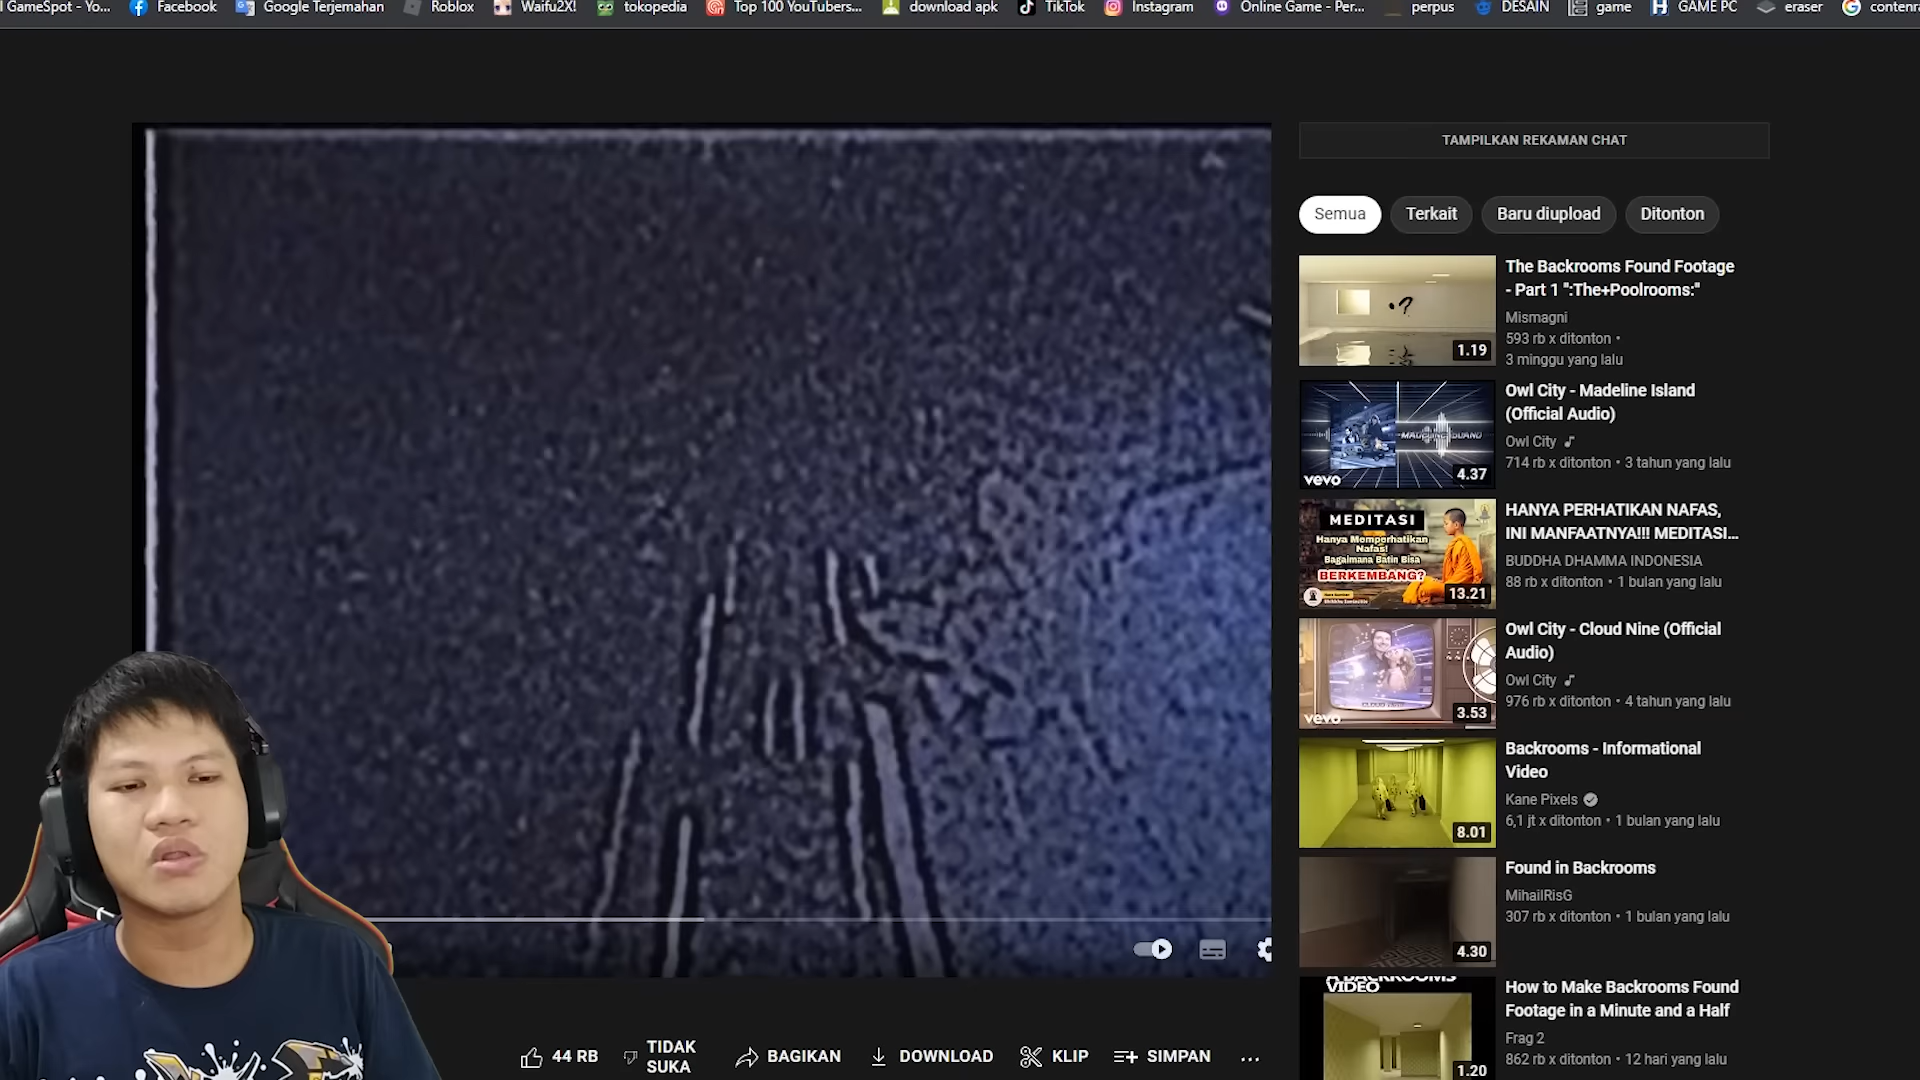 GameSpot - Yo...
Facebook
Google Terjemahan
Roblox
Waifu2X!
tokopedia
Top 100 YouTubers...
download apk
TikTok
Instagram
Online Game - Per...
perpus
DESAIN
game
GAME PC
eraser
TAMPILKAN REKAMAN CHAT
Semua
Terkait
Baru diupload
Ditonton
The Backrooms Found Footage
- Part 1 ":The+Poolrooms:"
Mismagni
593 rb x ditonton •
3 minggu yang lalu
1.19
Owl City - Madeline Island
(Official Audio)
Owl City
714 rb x ditonton • 3 tahun yang lalu
MADELINE ISLAND
vevo
4.37
HANYA PERHATIKAN NAFAS,
INI MANFAATNYA!!! MEDITASI...
BUDDHA DHAMMA INDONESIA
88 rb x ditonton • 1 bulan yang lalu
MEDITASI
Hanya Memperhatikan
Nafas!
Bagaimana Batin Bisa
BERKEMBANG?
13.21
Owl City - Cloud Nine (Official
Audio)
Owl City
976 rb x ditonton • 4 tahun yang lalu
CLOUD NINE
vevo
3.53
Backrooms - Informational
Video
Kane Pixels
6,1 jt x ditonton • 1 bulan yang lalu
8.01
Found in Backrooms
MihailRisG
307 rb x ditonton • 1 bulan yang lalu
4.30
How to Make Backrooms Found
Footage in a Minute and a Half
Frag 2
862 rb x ditonton • 12 hari yang lalu
A BACKROOMS
VIDEO
1.20
44 RB
TIDAK
SUKA
BAGIKAN
DOWNLOAD
KLIP
SIMPAN
...